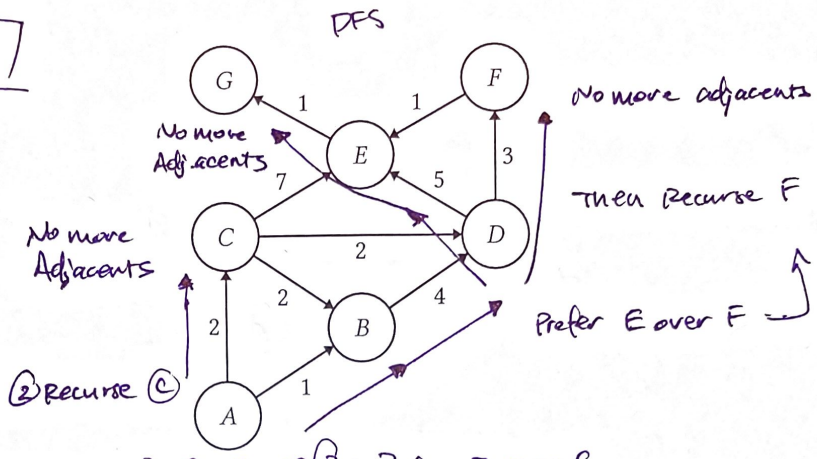 7
DFS
G
F
1
1
No more adjacents
No more
Adjacents
E
3
7
5
Then Recurse F
No more
Adjacents
C
D
2
2
4
Prefer E over F
B
2
② Recurse Ⓒ
1
A